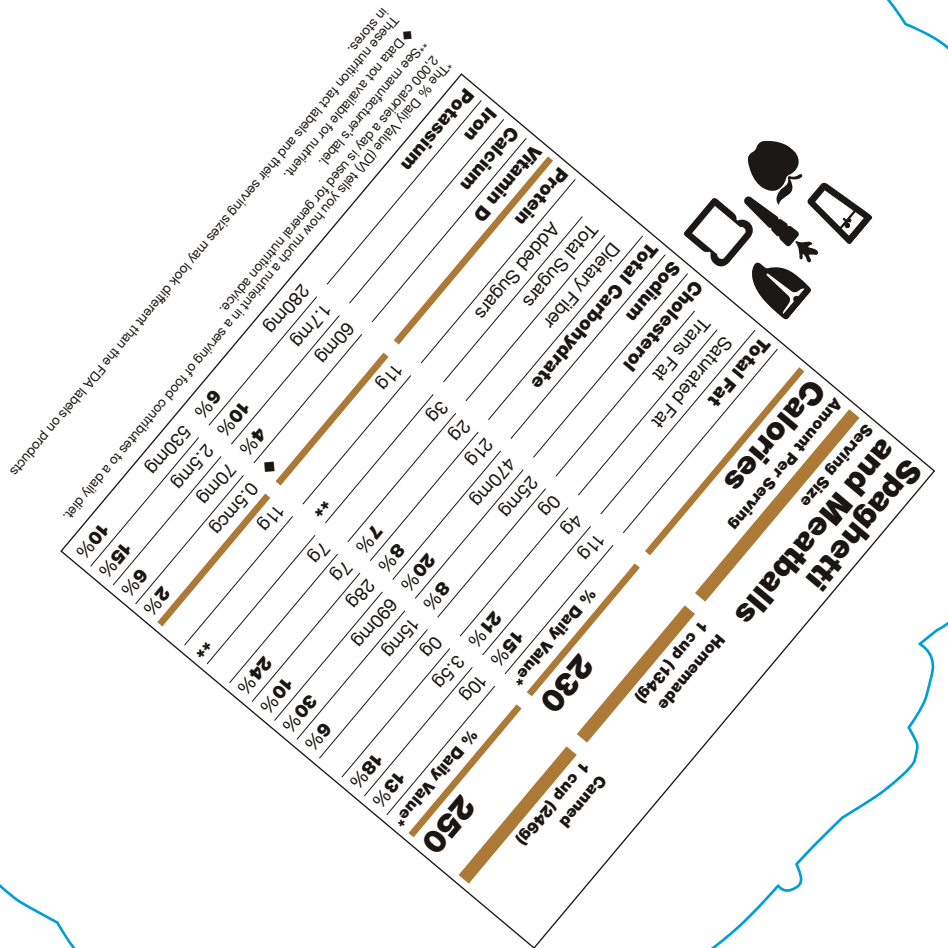 Spaghetti
and Meatballs
Homemade Canned
Serving Size 1 cup (134g) 1 cup (246g)
Amount Per Serving
Calories 230 250
% Daily Value* % Daily Value*
Total Fat 11g 15% 10g 13%
Saturated Fat 4g 21% 3.5g 18%
Trans Fat 0g 0g
Cholesterol 25mg 8% 15mg 6%
Sodium 470mg 20% 690mg 30%
Total Carbohydrate 21g 8% 28g 10%
Dietary Fiber 2g 7% 7g 24%
Total Sugars 3g 7g
Added Sugars ** **
Protein 11g 11g
Vitamin D ◆ 0.5mcg 2%
Calcium 60mg 4% 70mg 6%
Iron 1.7mg 10% 2.5mg 15%
Potassium 280mg 6% 530mg 10%
*The % Daily Value (DV) tells you how much a nutrient in a serving of food contributes to a daily diet.
2,000 calories a day is used for general nutrition advice.
**See manufacturer's label.
◆ Data not available for nutrient.
These nutrition fact labels and their serving sizes may look different than the FDA labels on products
in stores.